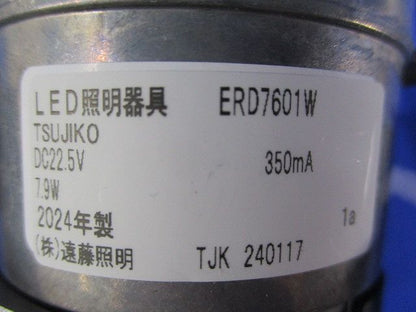 LED照明器具 ERD7601W
TSUJIKO
DC22.5V 350mA
7.9W
2024年製 1a
(株)遠藤照明 TJK 240117